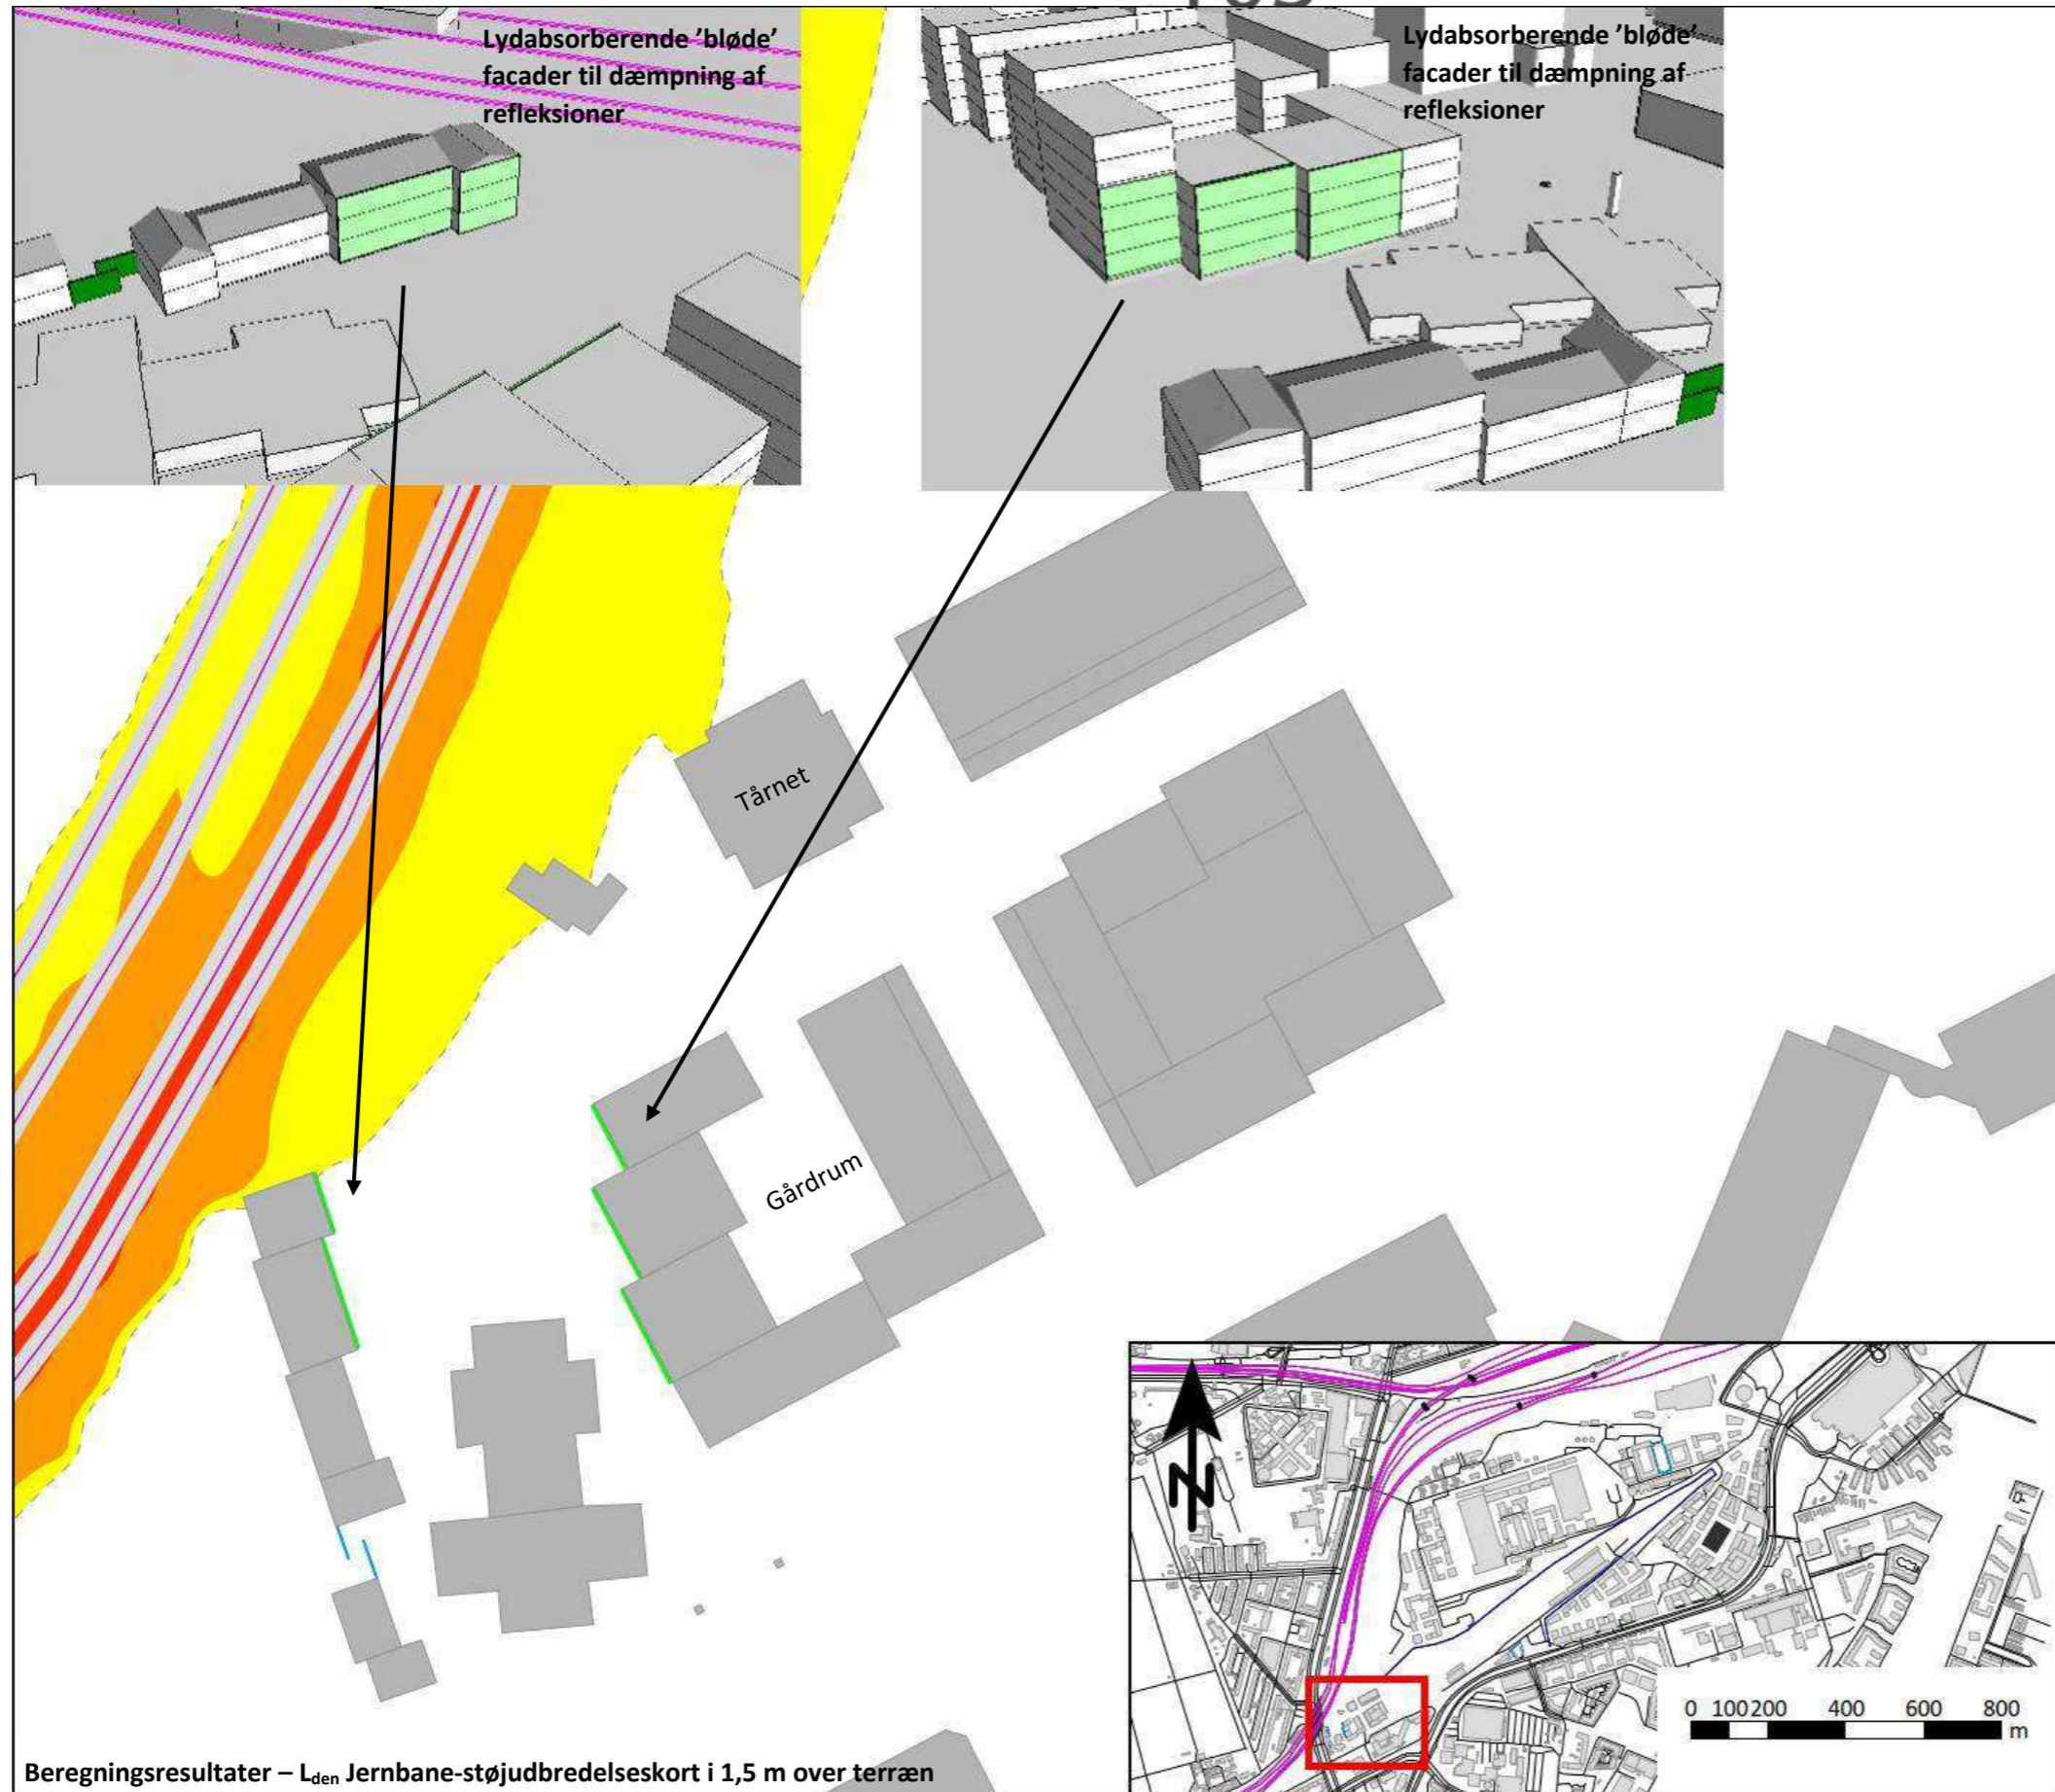 Lydabsorberende ’bløde’
facader til dæmpning af
refleksioner
Lydabsorberende ’bløde’
facader til dæmpning af
refleksioner
Tårnet
Gårdrum
N
0 100 200 400 600 800
m
Beregningsresultater – Lden Jernbane-støjudbredelseskort i 1,5 m over terræn